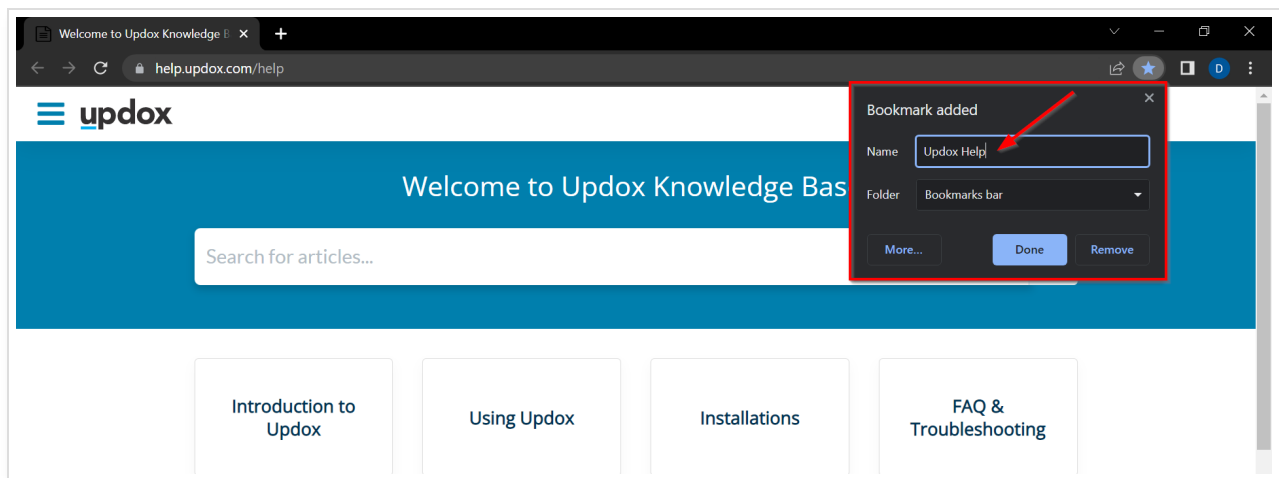 Welcome to Updox Knowledge B
help.updox.com/help
D
updox
Bookmark added
Name Updox Help
Folder Bookmarks bar
More... Done Remove
Welcome to Updox Knowledge Bas
Search for articles...
Introduction to
Updox
Using Updox
Installations
FAQ &
Troubleshooting